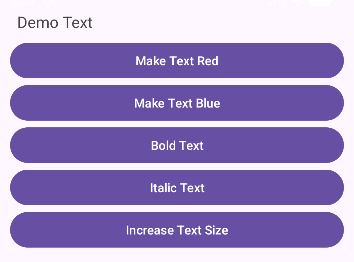 Demo Text
Make Text Red
Make Text Blue
Bold Text
Italic Text
Increase Text Size